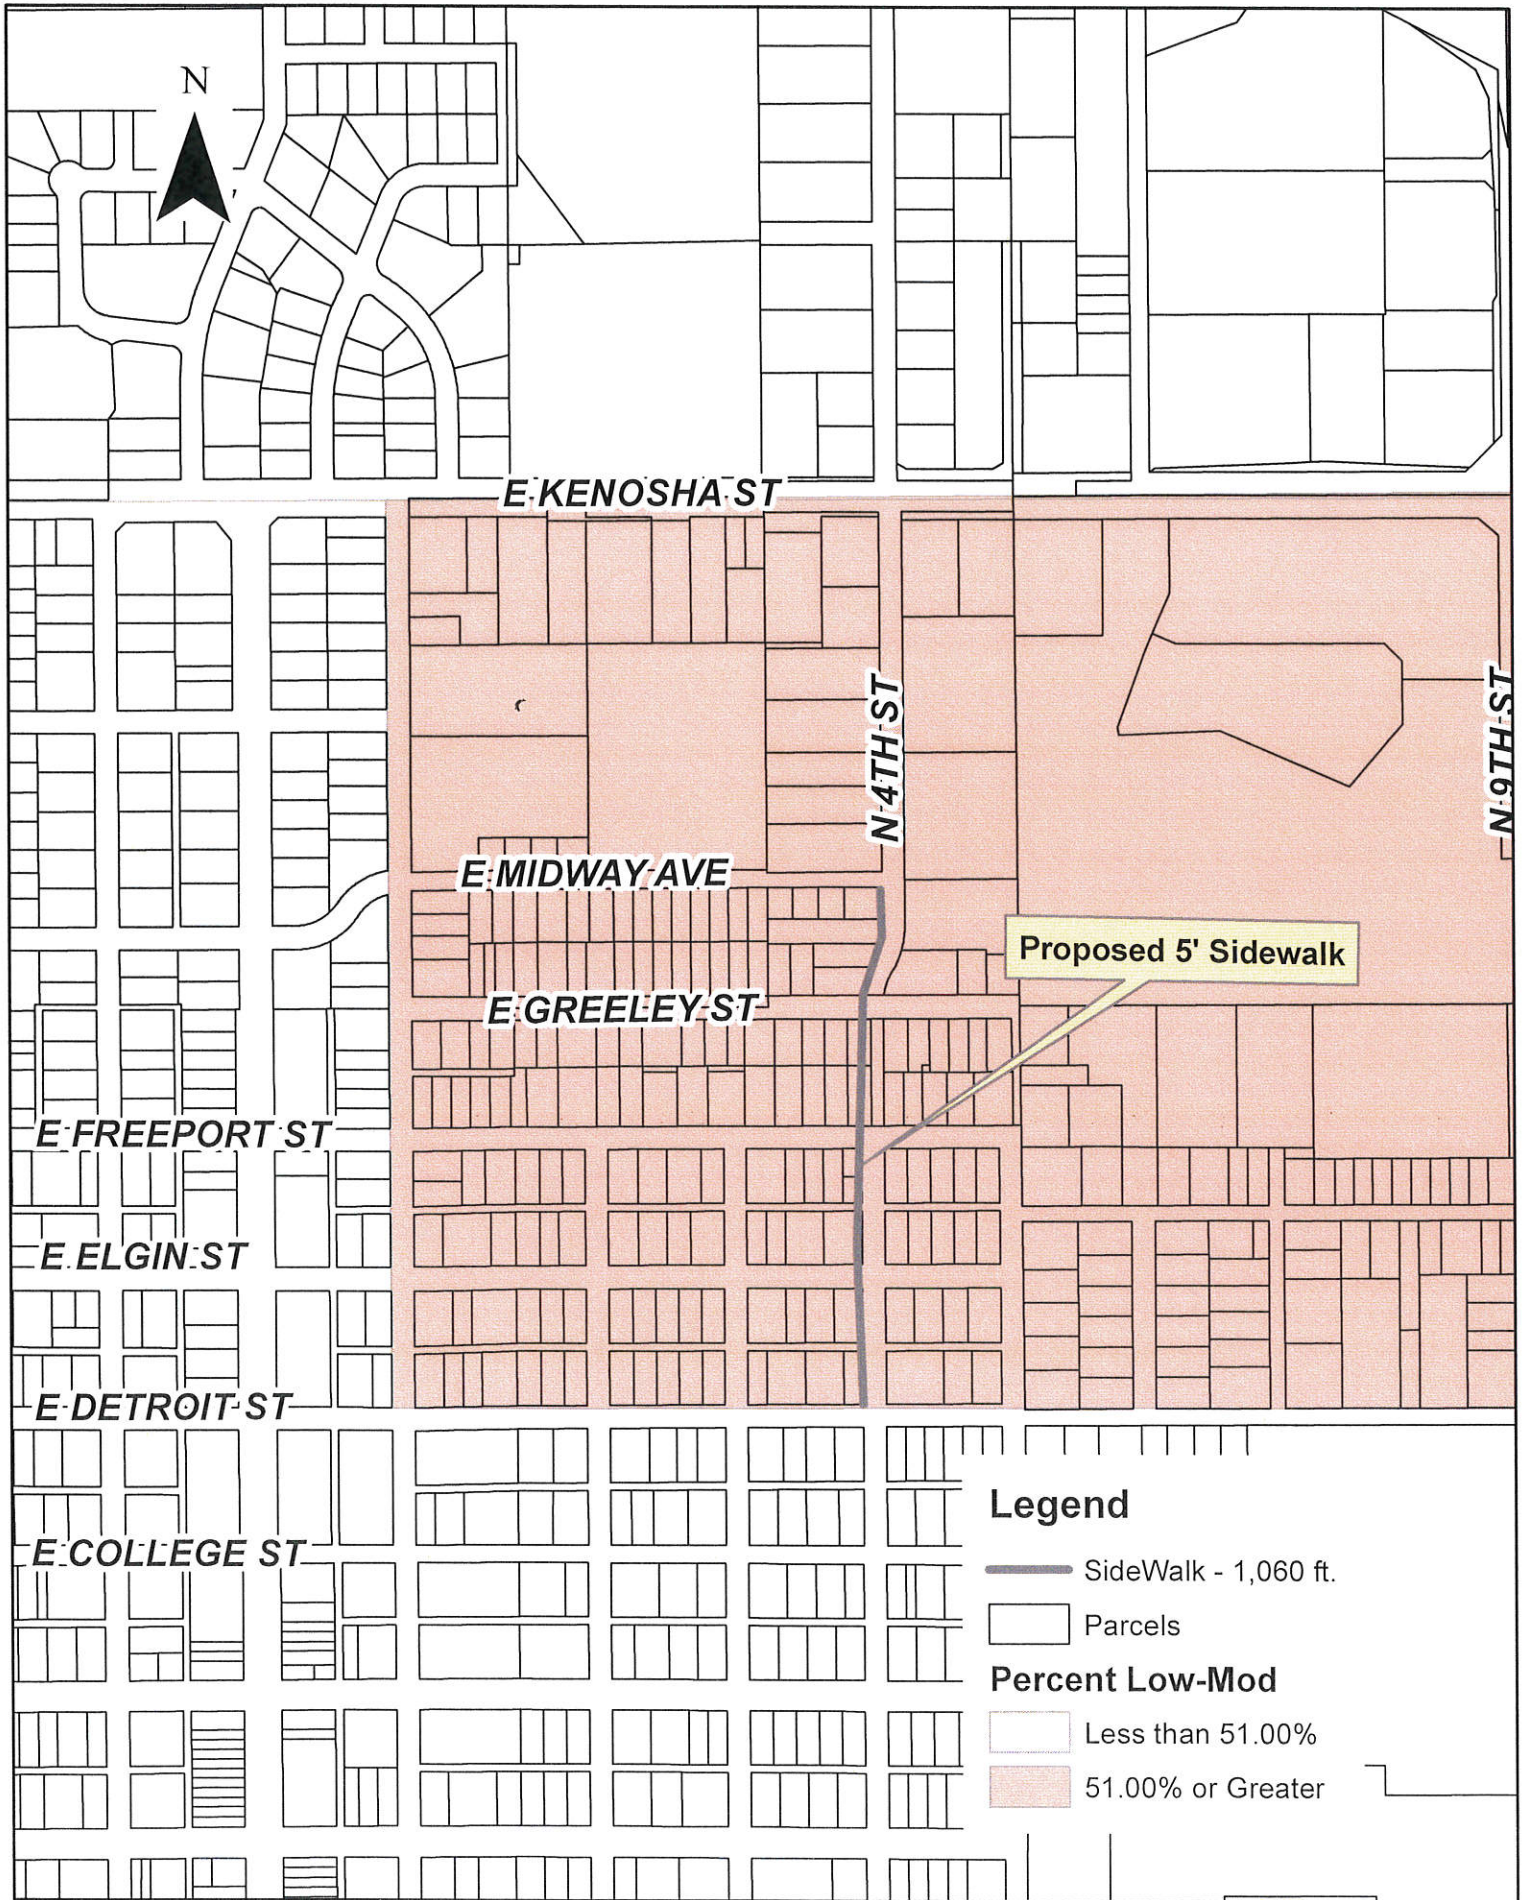 N
E KENOSHA ST
N 4TH ST
N 9TH ST
E MIDWAY AVE
Proposed 5' Sidewalk
E GREELEY ST
E FREEPORT ST
E ELGIN ST
E DETROIT ST
E COLLEGE ST
Legend
SideWalk - 1,060 ft.
Parcels
Percent Low-Mod
Less than 51.00%
51.00% or Greater